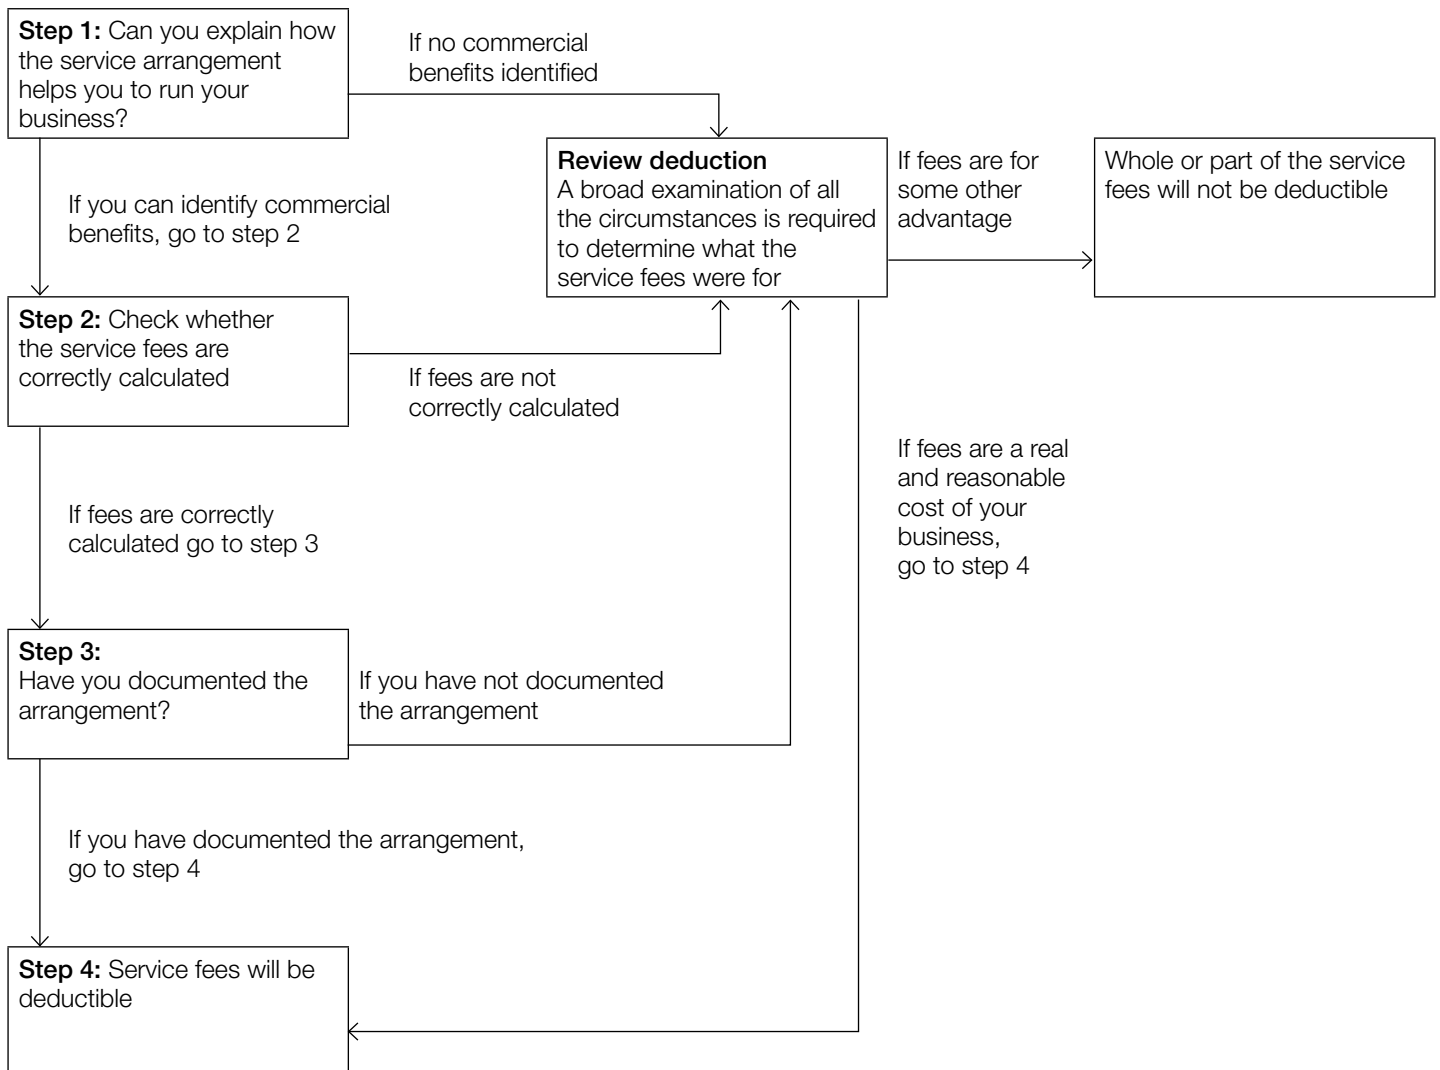 Step 1: Can you explain how
the service arrangement
helps you to run your
business?
If no commercial
benefits identified
Review deduction
A broad examination of all
the circumstances is required
to determine what the
service fees were for
If fees are for
some other
advantage
Whole or part of the service
fees will not be deductible
If you can identify commercial
benefits, go to step 2
Step 2: Check whether
the service fees are
correctly calculated
If fees are not
correctly calculated
If fees are a real
and reasonable
cost of your
business,
go to step 4
If fees are correctly
calculated go to step 3
Step 3:
Have you documented the
arrangement?
If you have not documented
the arrangement
If you have documented the arrangement,
go to step 4
Step 4: Service fees will be
deductible